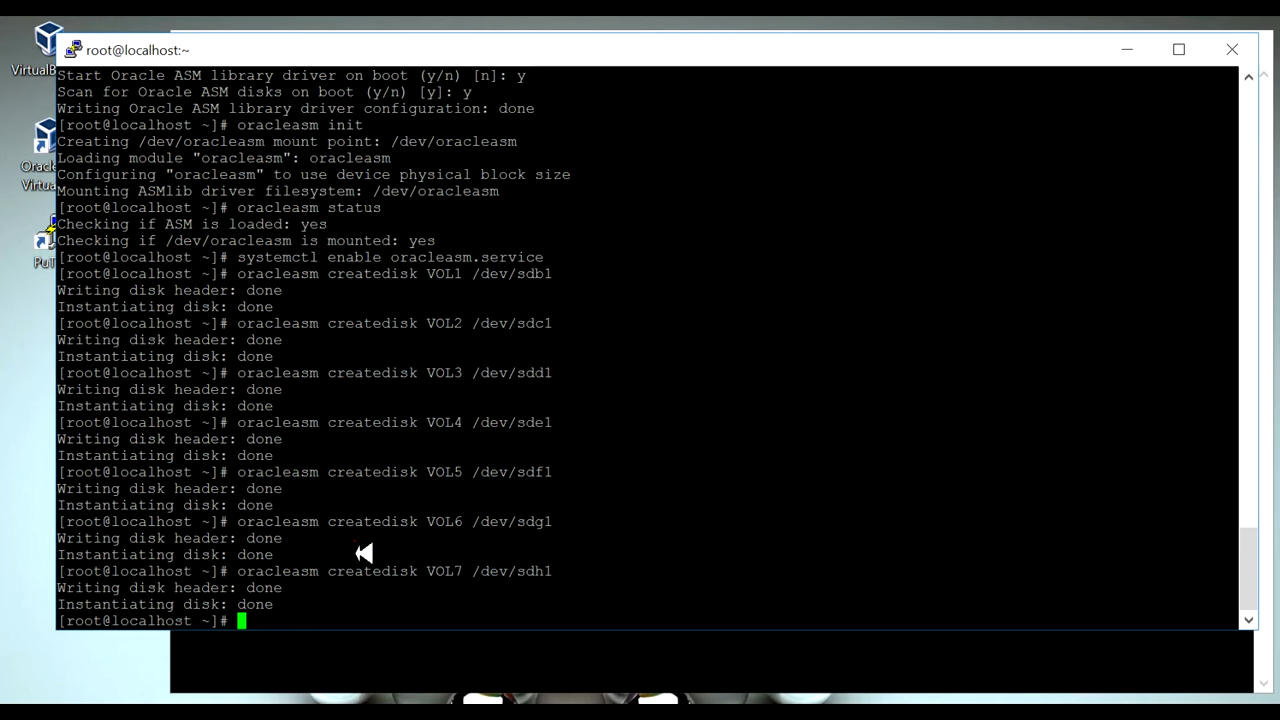 root@localhost:~
Start Oracle ASM library driver on boot (y/n) [n]: y
Scan for Oracle ASM disks on boot (y/n) [y]: y
Writing Oracle ASM library driver configuration: done
[root@localhost ~]# oracleasm init
Creating /dev/oracleasm mount point: /dev/oracleasm
Loading module "oracleasm": oracleasm
Configuring "oracleasm" to use device physical block size
Mounting ASMlib driver filesystem: /dev/oracleasm
[root@localhost ~]# oracleasm status
Checking if ASM is loaded: yes
Checking if /dev/oracleasm is mounted: yes
[root@localhost ~]# systemctl enable oracleasm.service
[root@localhost ~]# oracleasm createdisk VOL1 /dev/sdb1
Writing disk header: done
Instantiating disk: done
[root@localhost ~]# oracleasm createdisk VOL2 /dev/sdc1
Writing disk header: done
Instantiating disk: done
[root@localhost ~]# oracleasm createdisk VOL3 /dev/sdd1
Writing disk header: done
Instantiating disk: done
[root@localhost ~]# oracleasm createdisk VOL4 /dev/sde1
Writing disk header: done
Instantiating disk: done
[root@localhost ~]# oracleasm createdisk VOL5 /dev/sdf1
Writing disk header: done
Instantiating disk: done
[root@localhost ~]# oracleasm createdisk VOL6 /dev/sdg1
Writing disk header: done
Instantiating disk: done
[root@localhost ~]# oracleasm createdisk VOL7 /dev/sdh1
Writing disk header: done
Instantiating disk: done
[root@localhost ~]#